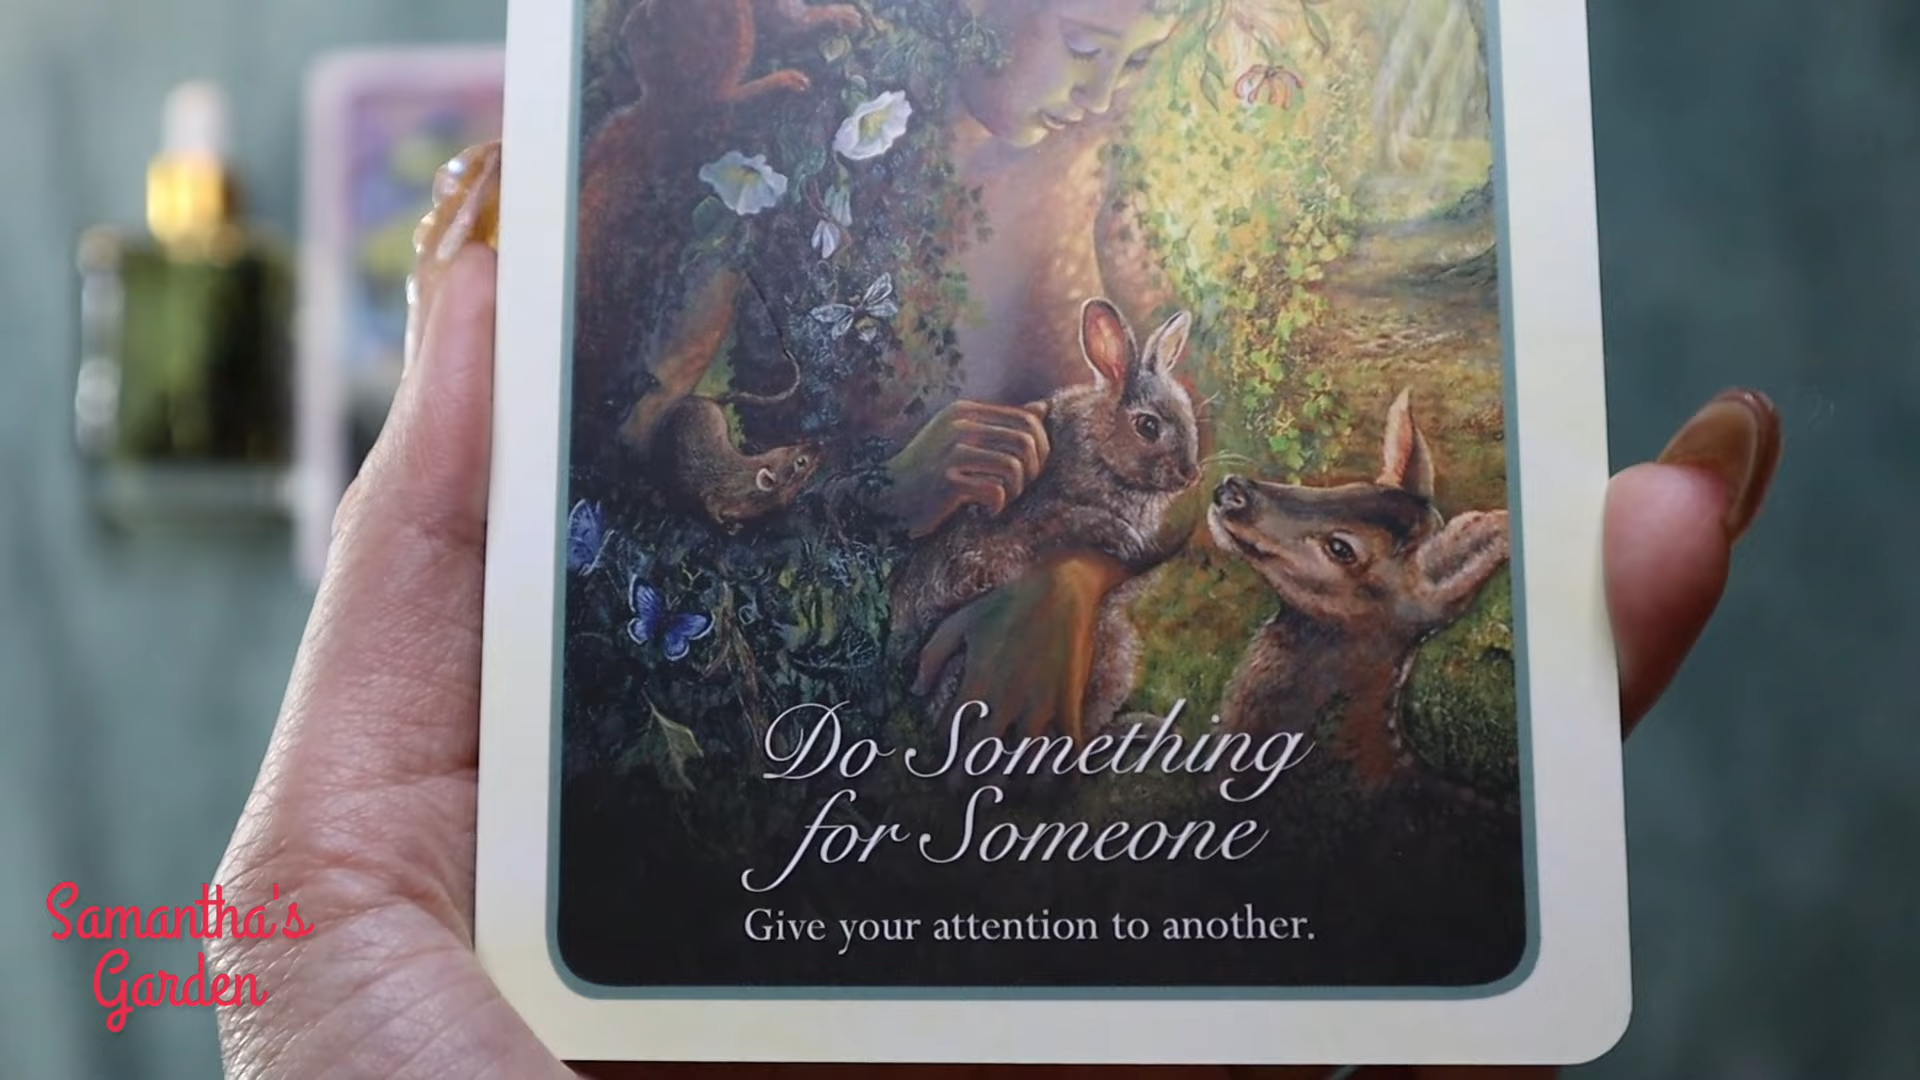 Do Something
for Someone
Give your attention to another.
Samantha's
Garden